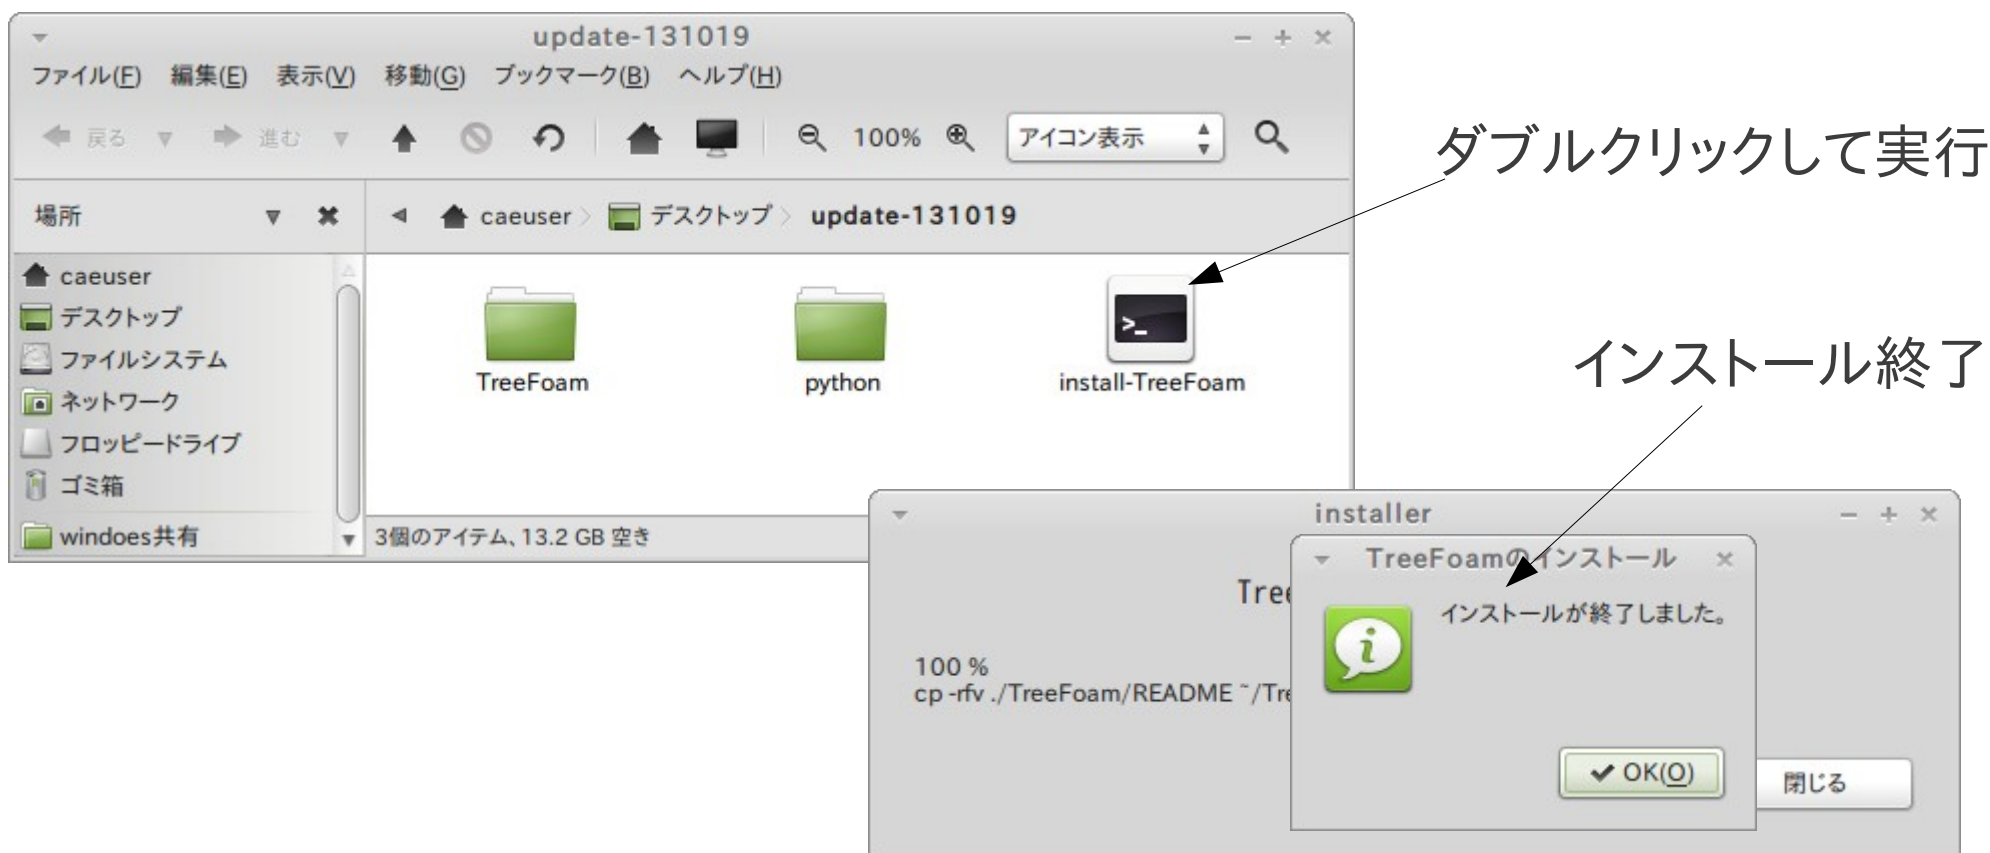 update-131019
ファイル(F) 編集(E) 表示(V) 移動(G) ブックマーク(B) ヘルプ(H)
戻る 進む 100% アイコン表示
ダブルクリックして実行
場所 caeuser デスクトップ update-131019
caeuser
デスクトップ
ファイルシステム
ネットワーク
フロッピードライブ
ゴミ箱
windoes共有
TreeFoam python install-TreeFoam
3個のアイテム、13.2 GB 空き
インストール終了
installer
TreeFoamのインストール
インストールが終了しました。
100 %
cp -rfv ./TreeFoam/README ~/Tre
OK(O)
閉じる